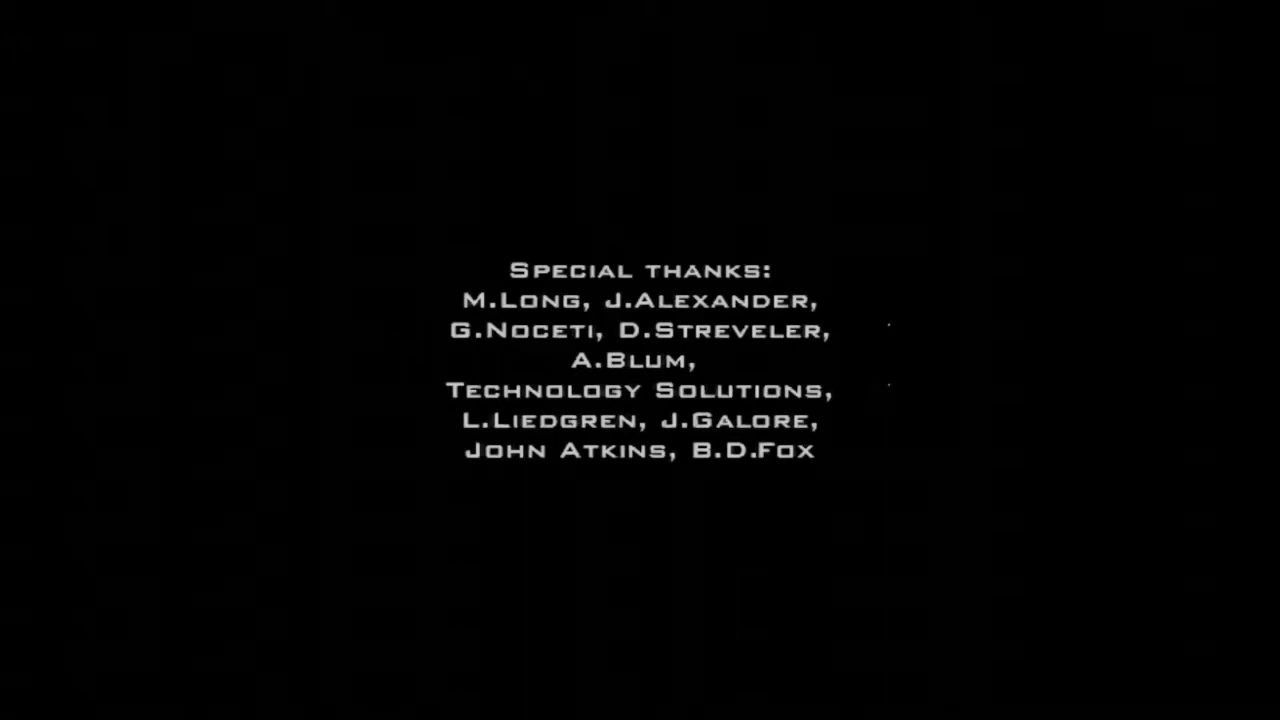 Special thanks:
M.Long, J.Alexander,
G.Noceti, D.Streveler,
A.Blum,
Technology Solutions,
L.Liedgren, J.Galore,
John Atkins, B.D.Fox